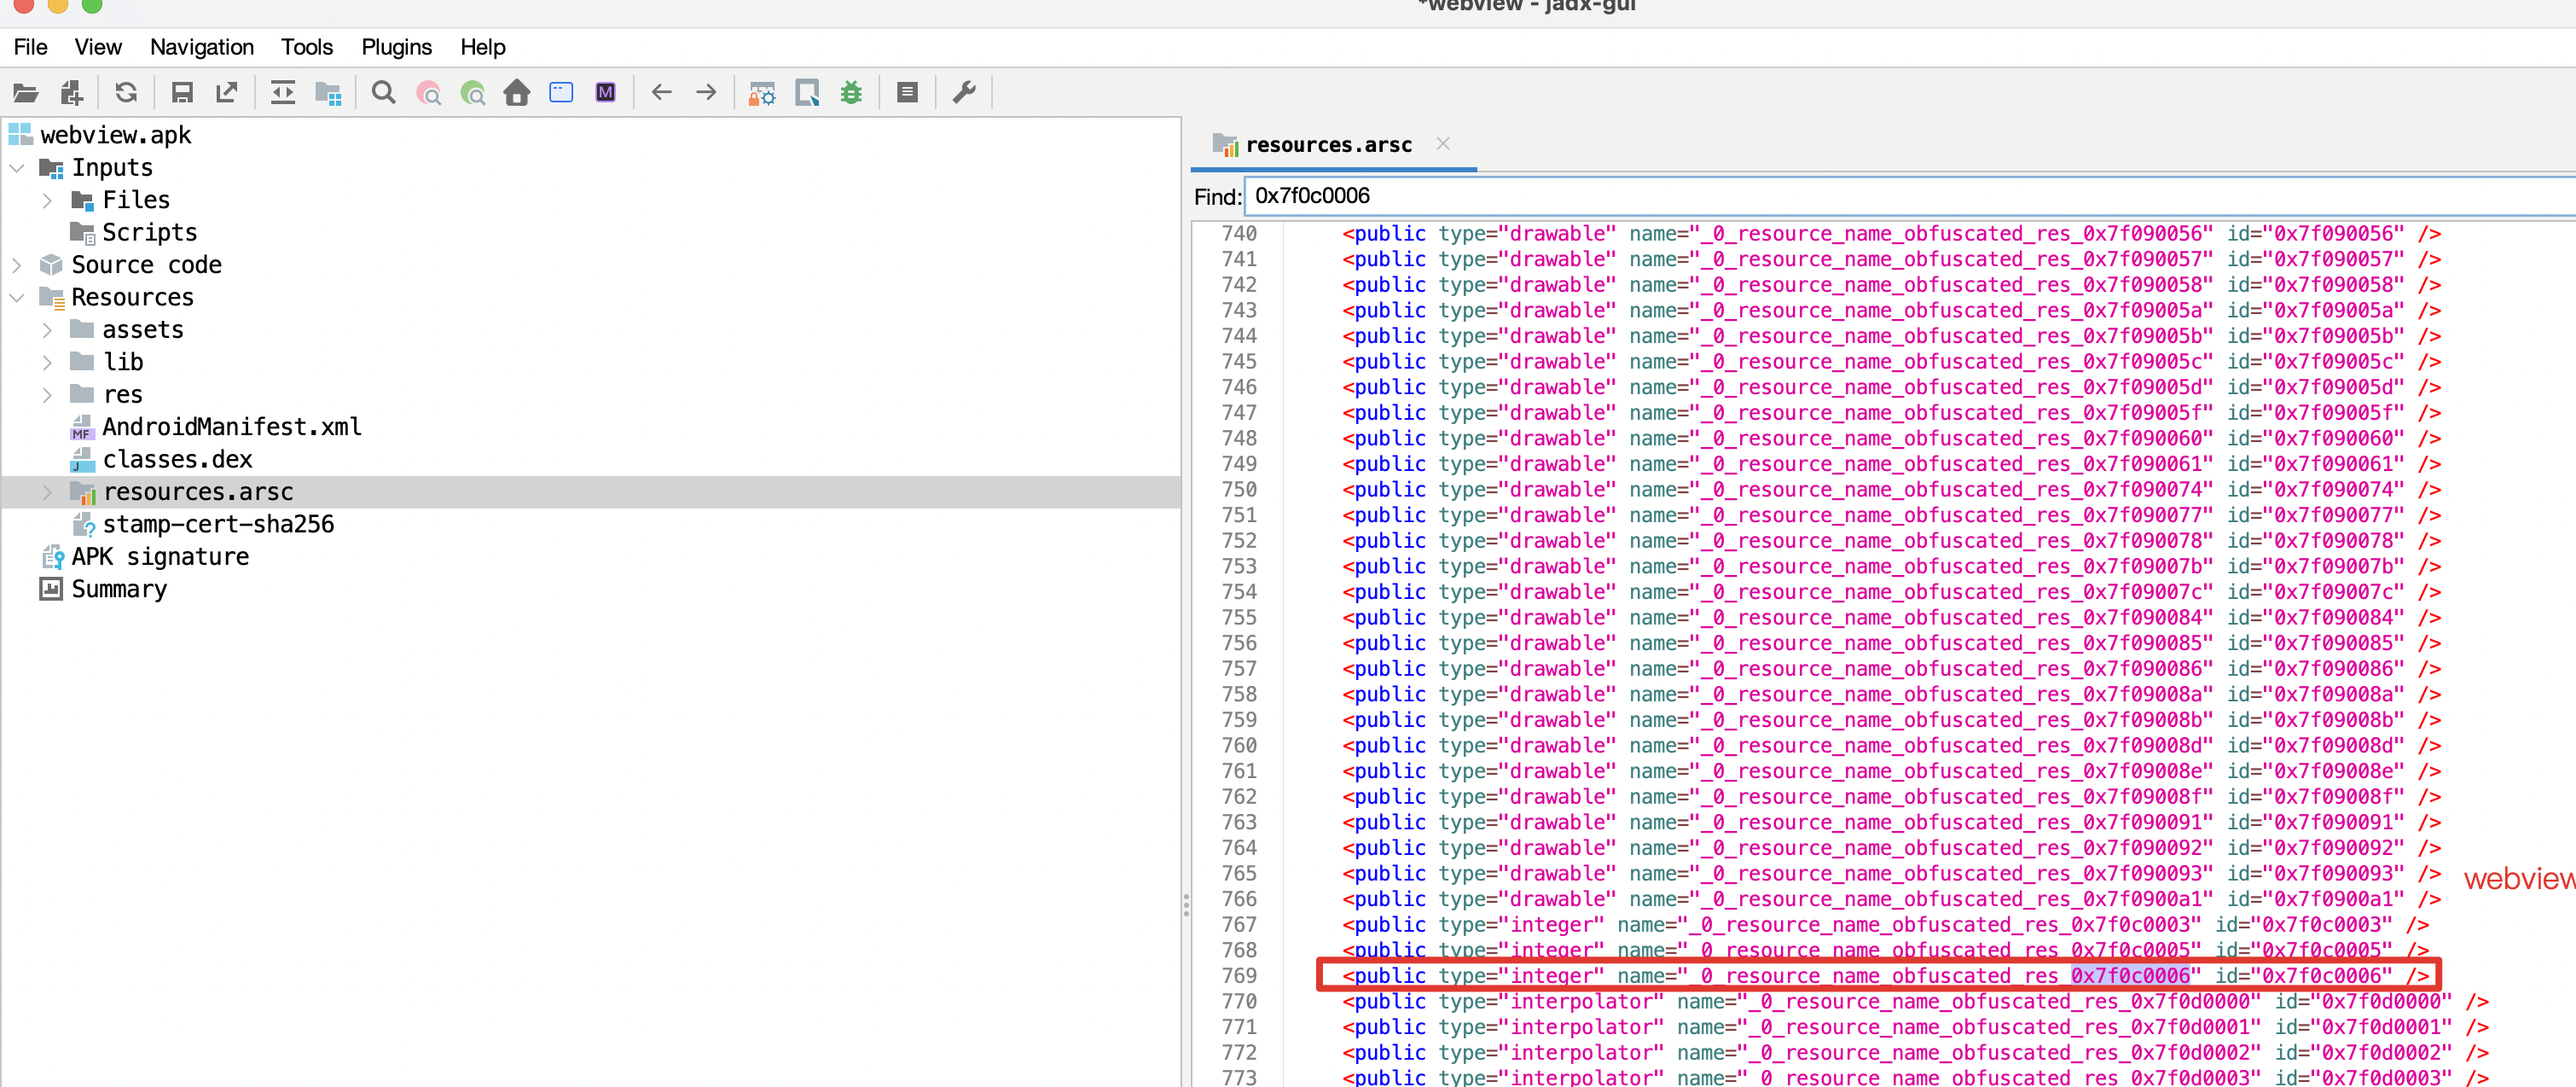 *webview - jadx-gui
File View Navigation Tools Plugins Help
webview.apk
Inputs
Files
Scripts
Source code
Resources
assets
lib
res
AndroidManifest.xml
classes.dex
resources.arsc
stamp-cert-sha256
APK signature
Summary
resources.arsc
Find: 0x7f0c0006
740 <public type="drawable" name="_0_resource_name_obfuscated_res_0x7f090056" id="0x7f090056" />
741 <public type="drawable" name="_0_resource_name_obfuscated_res_0x7f090057" id="0x7f090057" />
742 <public type="drawable" name="_0_resource_name_obfuscated_res_0x7f090058" id="0x7f090058" />
743 <public type="drawable" name="_0_resource_name_obfuscated_res_0x7f09005a" id="0x7f09005a" />
744 <public type="drawable" name="_0_resource_name_obfuscated_res_0x7f09005b" id="0x7f09005b" />
745 <public type="drawable" name="_0_resource_name_obfuscated_res_0x7f09005c" id="0x7f09005c" />
746 <public type="drawable" name="_0_resource_name_obfuscated_res_0x7f09005d" id="0x7f09005d" />
747 <public type="drawable" name="_0_resource_name_obfuscated_res_0x7f09005f" id="0x7f09005f" />
748 <public type="drawable" name="_0_resource_name_obfuscated_res_0x7f090060" id="0x7f090060" />
749 <public type="drawable" name="_0_resource_name_obfuscated_res_0x7f090061" id="0x7f090061" />
750 <public type="drawable" name="_0_resource_name_obfuscated_res_0x7f090074" id="0x7f090074" />
751 <public type="drawable" name="_0_resource_name_obfuscated_res_0x7f090077" id="0x7f090077" />
752 <public type="drawable" name="_0_resource_name_obfuscated_res_0x7f090078" id="0x7f090078" />
753 <public type="drawable" name="_0_resource_name_obfuscated_res_0x7f09007b" id="0x7f09007b" />
754 <public type="drawable" name="_0_resource_name_obfuscated_res_0x7f09007c" id="0x7f09007c" />
755 <public type="drawable" name="_0_resource_name_obfuscated_res_0x7f090084" id="0x7f090084" />
756 <public type="drawable" name="_0_resource_name_obfuscated_res_0x7f090085" id="0x7f090085" />
757 <public type="drawable" name="_0_resource_name_obfuscated_res_0x7f090086" id="0x7f090086" />
758 <public type="drawable" name="_0_resource_name_obfuscated_res_0x7f09008a" id="0x7f09008a" />
759 <public type="drawable" name="_0_resource_name_obfuscated_res_0x7f09008b" id="0x7f09008b" />
760 <public type="drawable" name="_0_resource_name_obfuscated_res_0x7f09008d" id="0x7f09008d" />
761 <public type="drawable" name="_0_resource_name_obfuscated_res_0x7f09008e" id="0x7f09008e" />
762 <public type="drawable" name="_0_resource_name_obfuscated_res_0x7f09008f" id="0x7f09008f" />
763 <public type="drawable" name="_0_resource_name_obfuscated_res_0x7f090091" id="0x7f090091" />
764 <public type="drawable" name="_0_resource_name_obfuscated_res_0x7f090092" id="0x7f090092" />
765 <public type="drawable" name="_0_resource_name_obfuscated_res_0x7f090093" id="0x7f090093" />
webview
766 <public type="drawable" name="_0_resource_name_obfuscated_res_0x7f0900a1" id="0x7f0900a1" />
767 <public type="integer" name="_0_resource_name_obfuscated_res_0x7f0c0003" id="0x7f0c0003" />
768 <public type="integer" name="_0_resource_name_obfuscated_res_0x7f0c0005" id="0x7f0c0005" />
769 <public type="integer" name="_0_resource_name_obfuscated_res_0x7f0c0006" id="0x7f0c0006" />
770 <public type="interpolator" name="_0_resource_name_obfuscated_res_0x7f0d0000" id="0x7f0d0000" />
771 <public type="interpolator" name="_0_resource_name_obfuscated_res_0x7f0d0001" id="0x7f0d0001" />
772 <public type="interpolator" name="_0_resource_name_obfuscated_res_0x7f0d0002" id="0x7f0d0002" />
773 <public type="interpolator" name="_0_resource_name_obfuscated_res_0x7f0d0003" id="0x7f0d0003" />